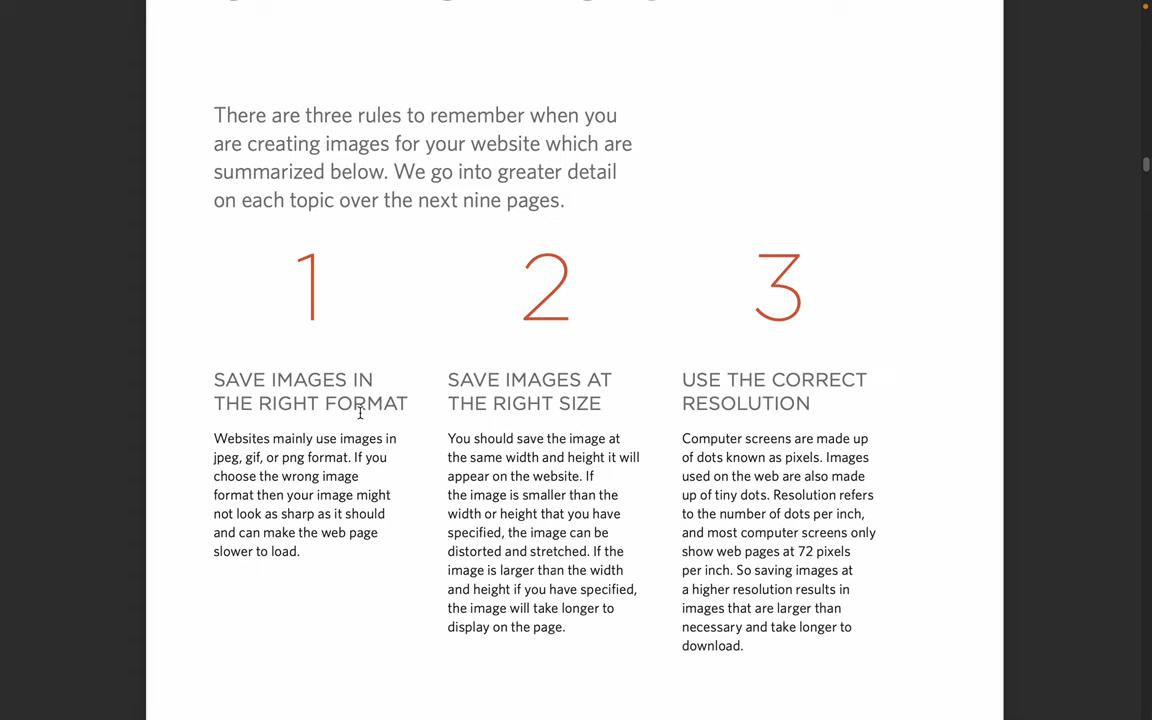 There are three rules to remember when you
are creating images for your website which are
summarized below. We go into greater detail
on each topic over the next nine pages.
1
SAVE IMAGES IN
THE RIGHT FORMAT
Websites mainly use images in
jpeg, gif, or png format. If you
choose the wrong image
format then your image might
not look as sharp as it should
and can make the web page
slower to load.
2
SAVE IMAGES AT
THE RIGHT SIZE
You should save the image at
the same width and height it will
appear on the website. If
the image is smaller than the
width or height that you have
specified, the image can be
distorted and stretched. If the
image is larger than the width
and height if you have specified,
the image will take longer to
display on the page.
3
USE THE CORRECT
RESOLUTION
Computer screens are made up
of dots known as pixels. Images
used on the web are also made
up of tiny dots. Resolution refers
to the number of dots per inch,
and most computer screens only
show web pages at 72 pixels
per inch. So saving images at
a higher resolution results in
images that are larger than
necessary and take longer to
download.